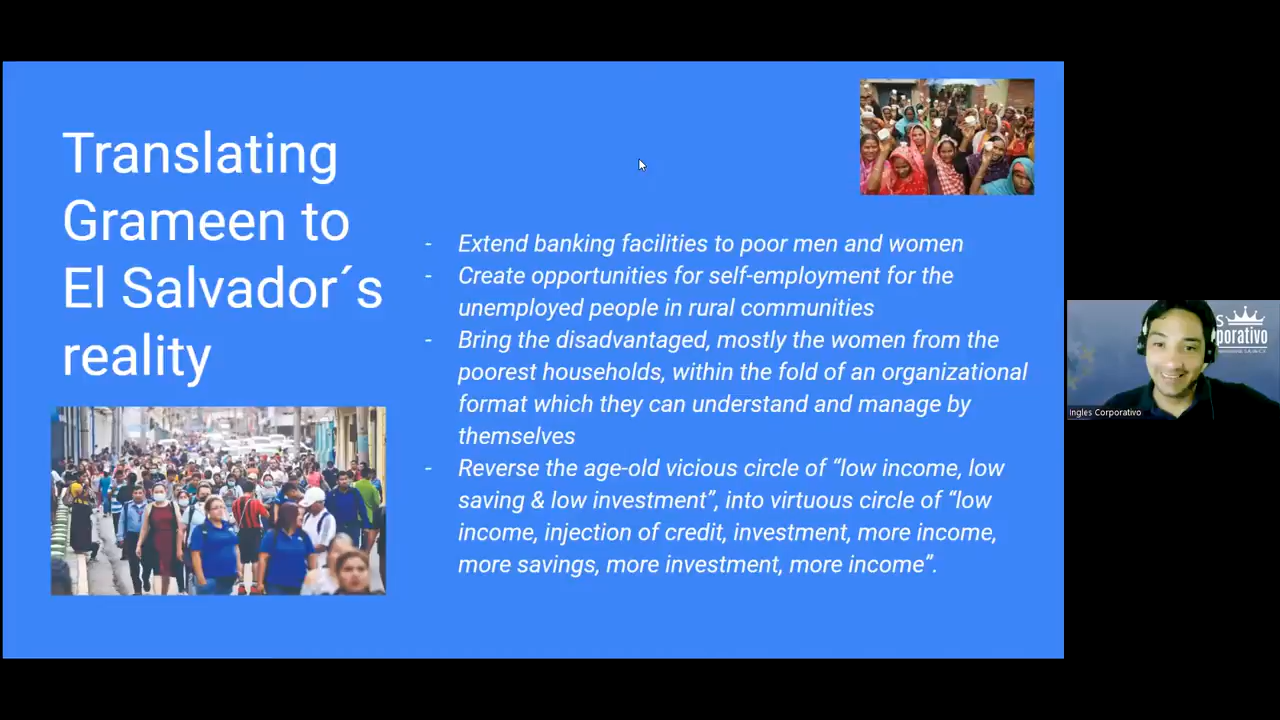 Translating
Grameen to
El Salvador´s
reality
- Extend banking facilities to poor men and women
- Create opportunities for self-employment for the
unemployed people in rural communities
- Bring the disadvantaged, mostly the women from the
poorest households, within the fold of an organizational
format which they can understand and manage by
themselves
- Reverse the age-old vicious circle of “low income, low
saving & low investment”, into virtuous circle of “low
income, injection of credit, investment, more income,
more savings, more investment, more income”.
S
porativo
Ingles Corporativo